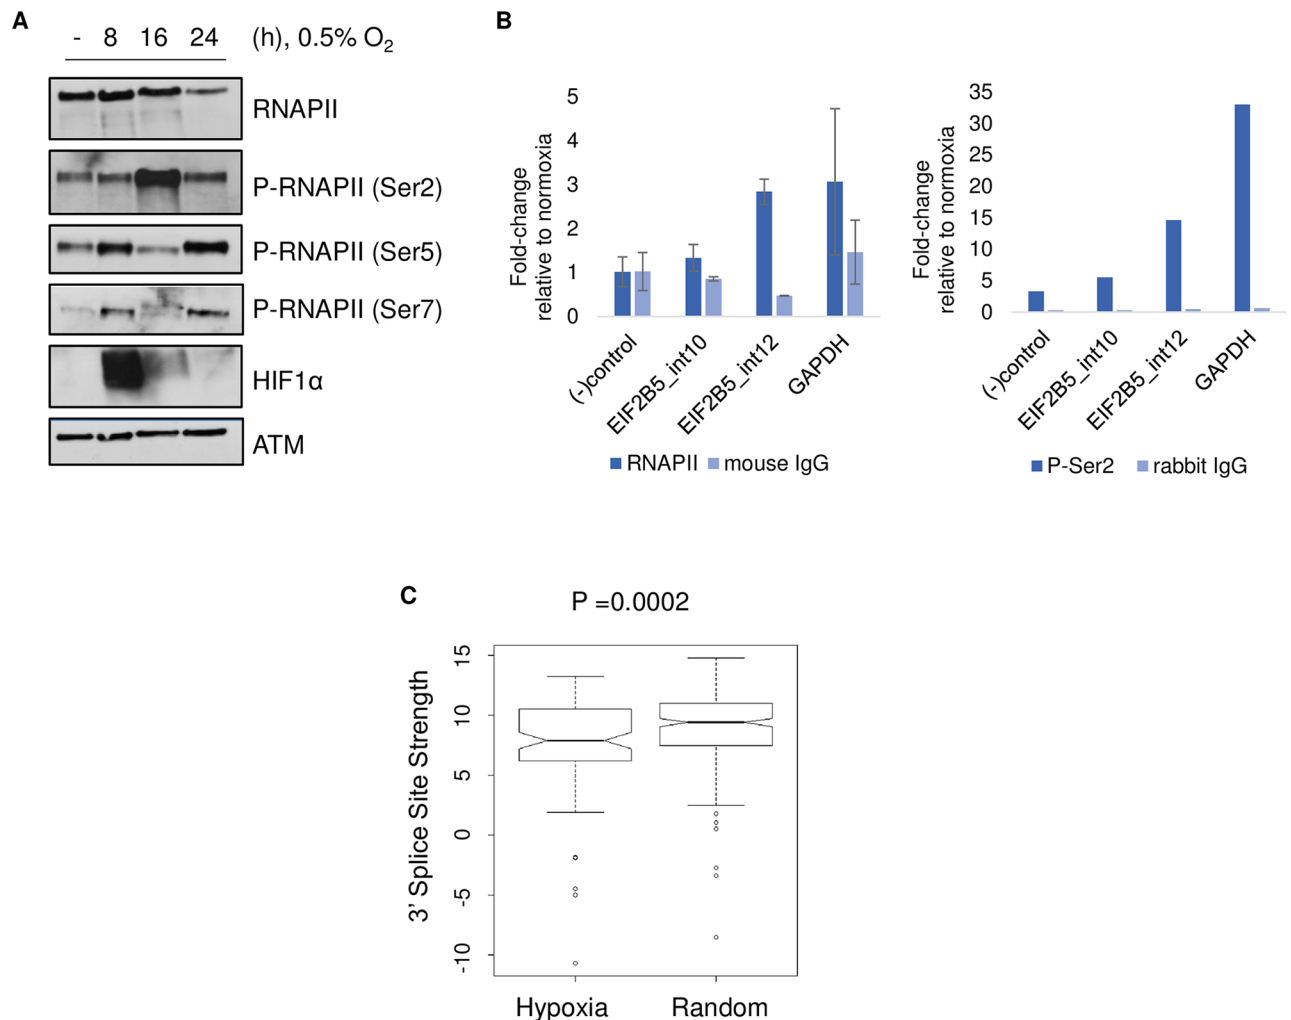 A
- 8 16 24 (h), 0.5% O₂
RNAPII
P-RNAPII (Ser2)
P-RNAPII (Ser5)
P-RNAPII (Ser7)
HIF1α
ATM
B
Fold-change
relative to normoxia
5
4
3
2
1
0
(-)control
EIF2B5_int10
EIF2B5_int12
GAPDH
RNAPII mouse IgG
Fold-change
relative to normoxia
35
30
25
20
15
10
5
0
(-)control
EIF2B5_int10
EIF2B5_int12
GAPDH
P-Ser2 rabbit IgG
C
P =0.0002
3' Splice Site Strength
15
10
5
0
-5
-10
Hypoxia Random